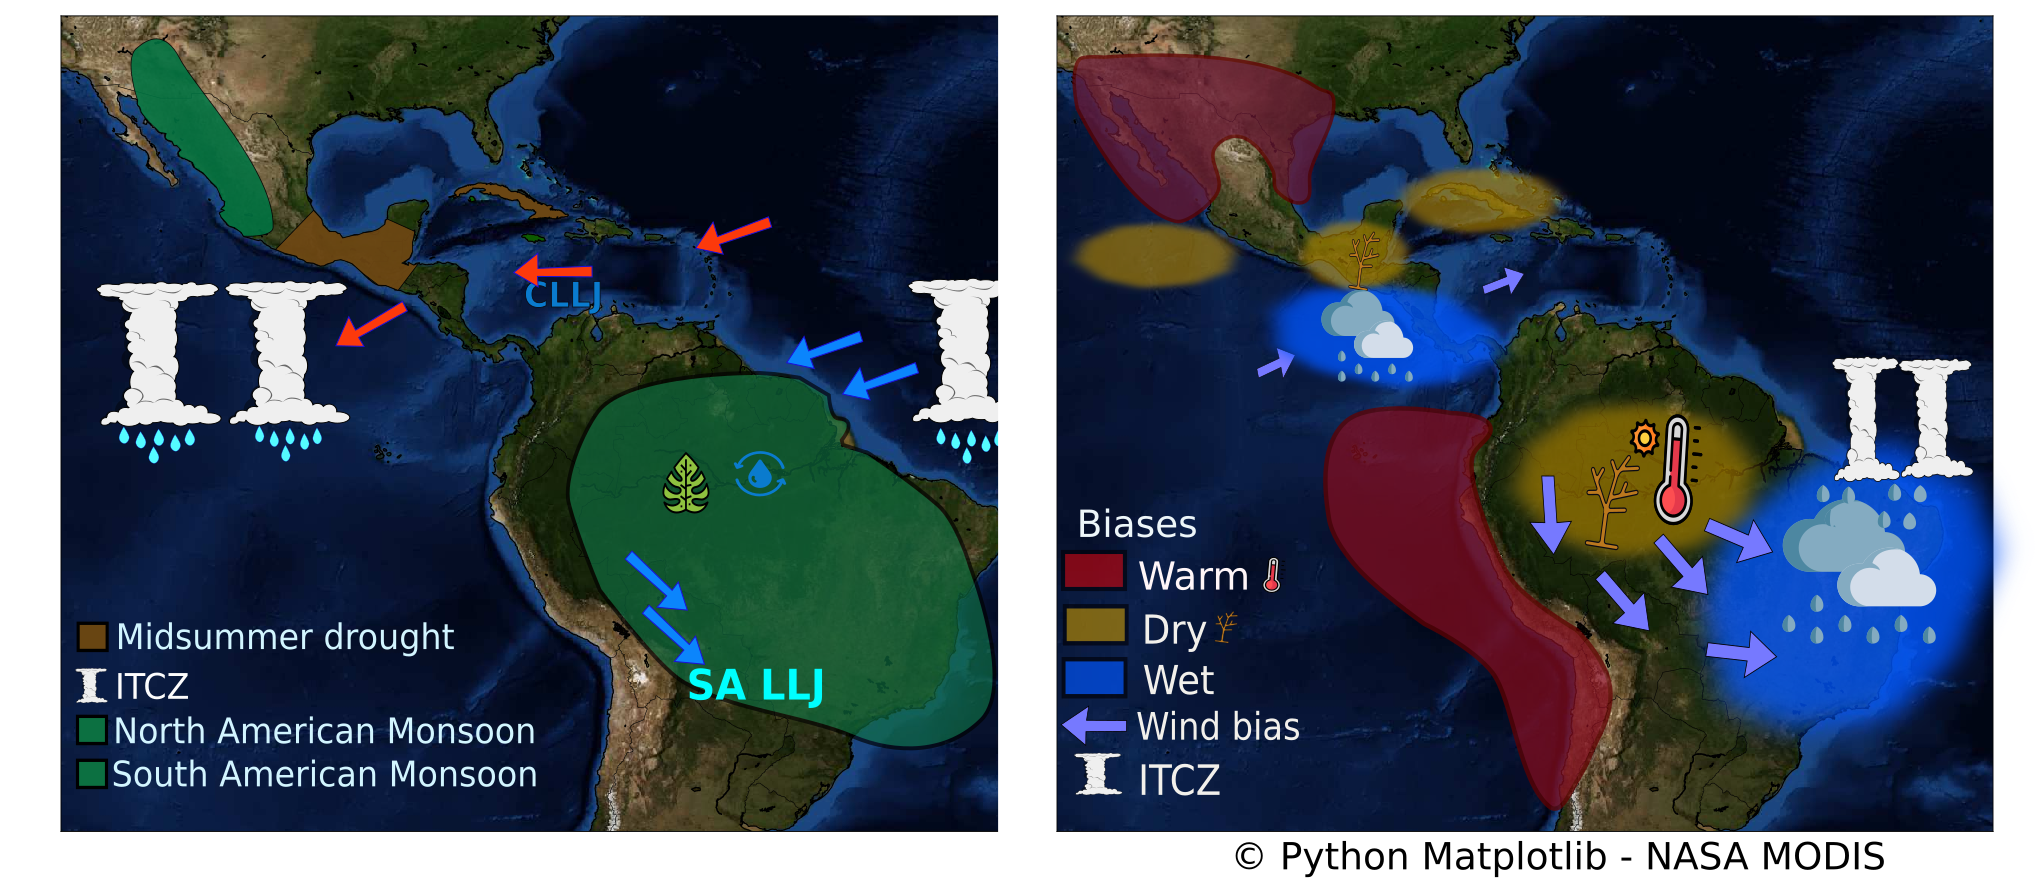 CLLJ
SA LLJ
Midsummer drought
ITCZ
North American Monsoon
South American Monsoon
Biases
Warm
Dry
Wet
Wind bias
ITCZ
© Python Matplotlib - NASA MODIS